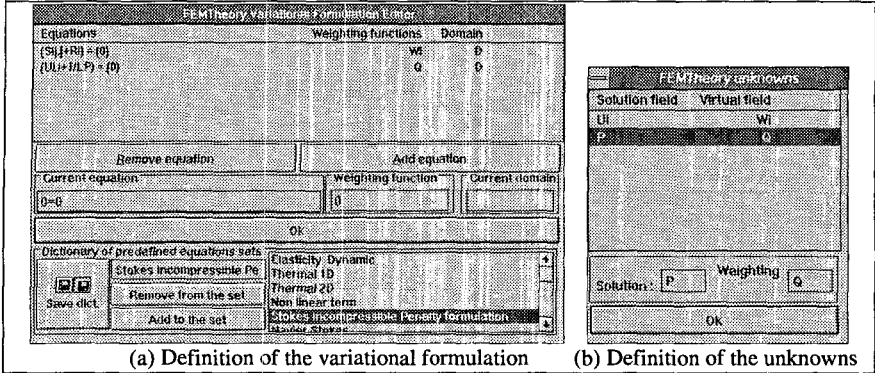 FEMTheory Variational Formulation Editor
Equations Weighting functions Domain
(Sij,j+Ri) = (0) Wi D
(Ui,i+1/L P) = (0) Q D
Remove equation Add equation
Current equation Weighting function Current domain
0=0 0
OK
Dictionary of predefined equations sets
Save dict.
Stokes Incompressible Pe
Remove from the set
Add to the set
Elasticity Dynamic
Thermal 1D
Thermal 2D
Non linear term
Stokes Incompressible Penalty formulation
Navier Stokes
(a) Definition of the variational formulation
FEMTheory unknowns
Solution field Virtual field
Ui Wi
P Q
Solution : P Weighting Q
OK
(b) Definition of the unknowns